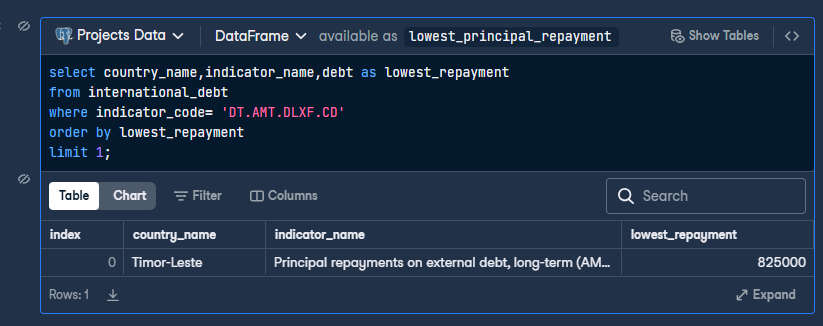 Projects Data DataFrame available as lowest_principal_repayment Show Tables <>
select country_name,indicator_name,debt as lowest_repayment
from international_debt
where indicator_code= 'DT.AMT.DLXF.CD'
order by lowest_repayment
limit 1;
Table Chart Filter Columns Search
index country_name indicator_name lowest_repayment
0 Timor-Leste Principal repayments on external debt, long-term (AM... 825000
Rows: 1 Expand